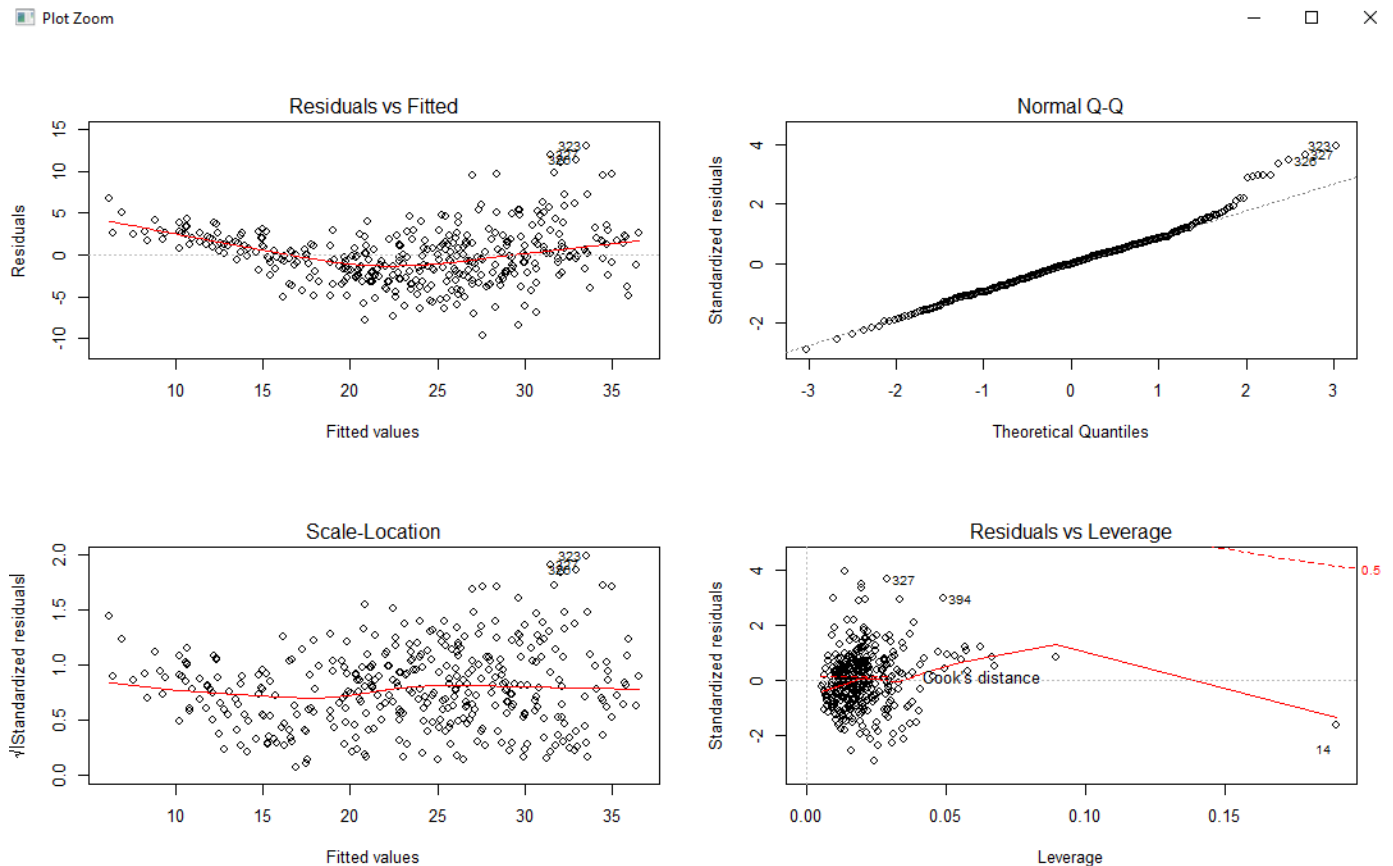 Plot Zoom
Residuals vs Fitted
Residuals
-10 -5 0 5 10 15
323
327
326
10 15 20 25 30 35
Fitted values
Normal Q-Q
Standardized residuals
-2 0 2 4
323
327
326
-3 -2 -1 0 1 2 3
Theoretical Quantiles
Scale-Location
√|Standardized residuals|
0.0 0.5 1.0 1.5 2.0
323
327
326
10 15 20 25 30 35
Fitted values
Residuals vs Leverage
Standardized residuals
-2 0 2 4
0.5
327
394
Cook's distance
14
0.00 0.05 0.10 0.15
Leverage